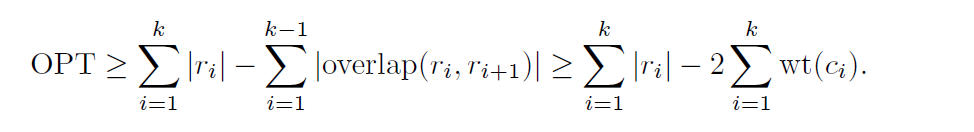 OPT ≥ ∑_{i=1}^{k} |r_i| − ∑_{i=1}^{k−1} |overlap(r_i, r_{i+1})| ≥ ∑_{i=1}^{k} |r_i| − 2 ∑_{i=1}^{k} wt(c_i).